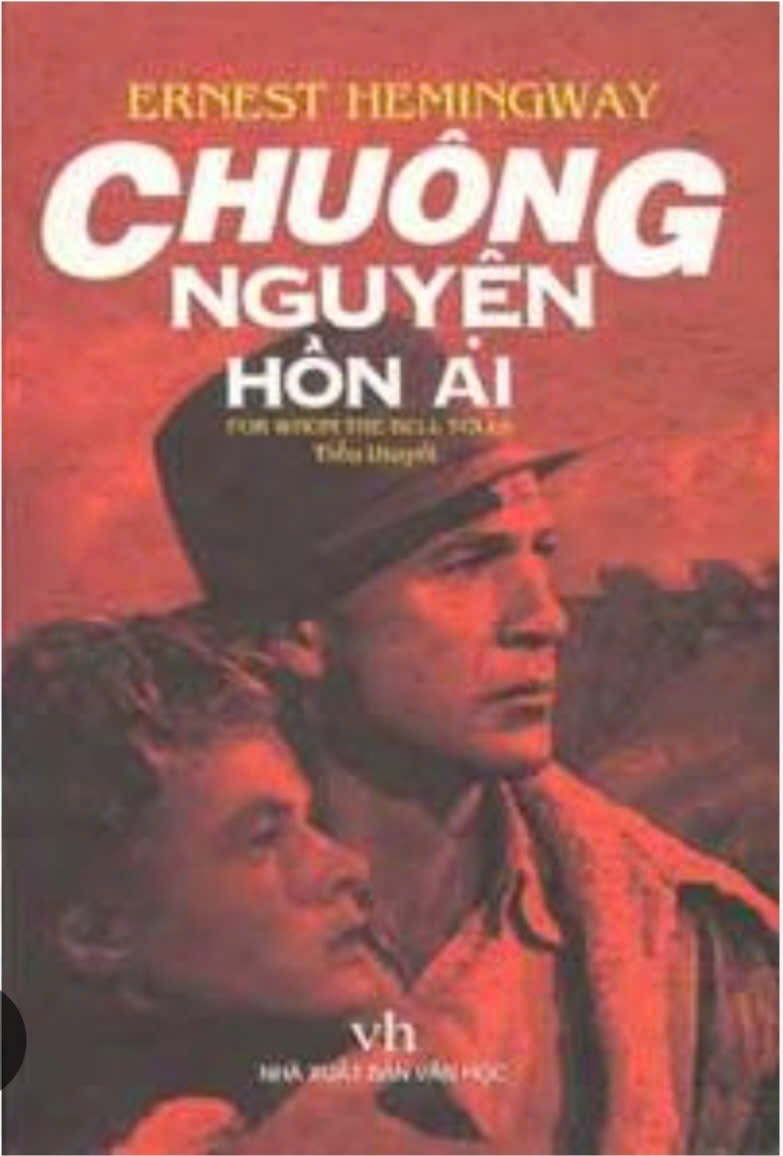 ERNEST HEMINGWAY
CHUÔNG
NGUYỆN
HỒN AI
FOR WHOM THE BELL TOLLS
Tiểu thuyết
vh
NHÀ XUẤT BẢN VĂN HỌC